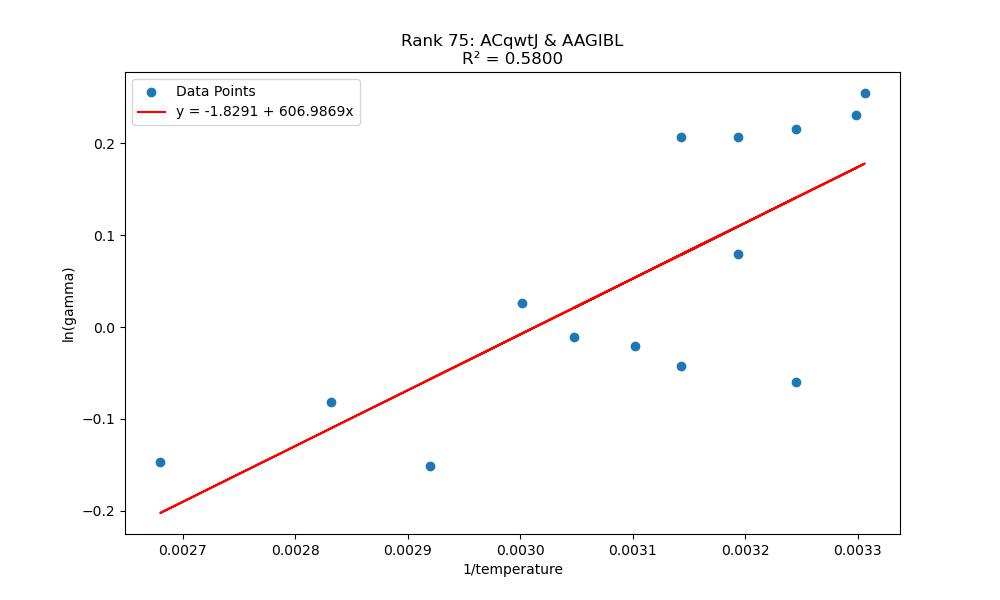 Rank 75: ACqwtJ & AAGIBL
R² = 0.5800
Data Points
y = -1.8291 + 606.9869x
0.2
0.1
0.0
−0.1
−0.2
ln(gamma)
0.0027 0.0028 0.0029 0.0030 0.0031 0.0032 0.0033
1/temperature